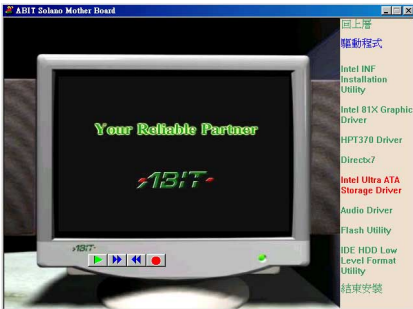 ABIT Solano Mother Board
回上層
驅動程式
Intel INF
Installation
Utility
Intel 81X Graphic
Driver
HPT370 Driver
Directx7
Intel Ultra ATA
Storage Driver
Audio Driver
Flash Utility
IDE HDD Low
Level Format
Utility
結束安裝
Your Reliable Partner
ABIT
ABIT